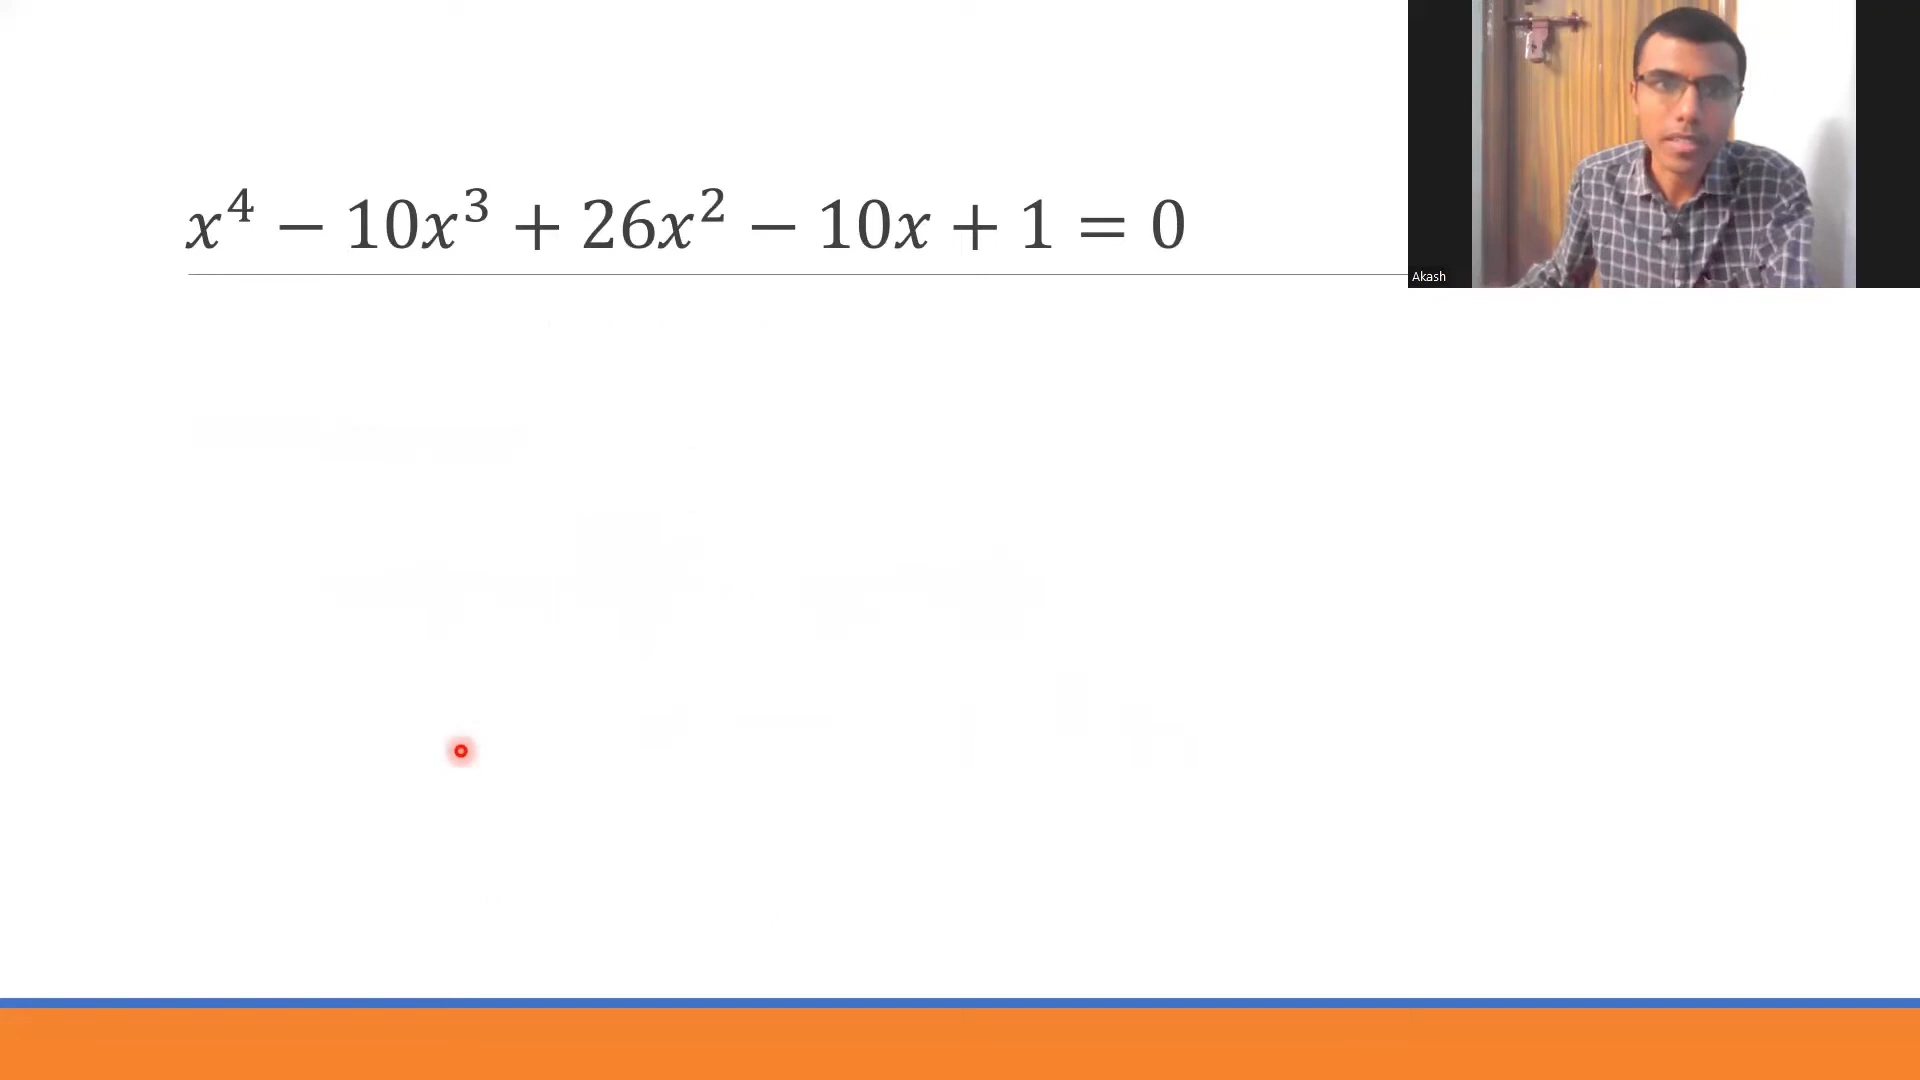 x⁴ − 10x³ + 26x² − 10x + 1 = 0
Akash